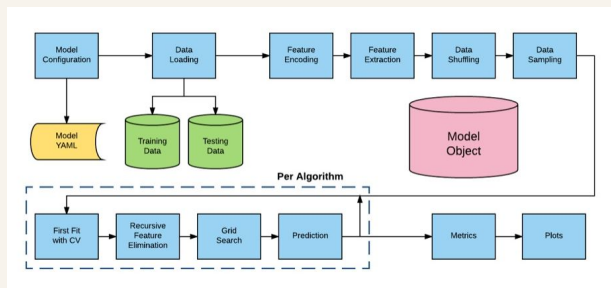 Model
Configuration
Data
Loading
Feature
Encoding
Feature
Extraction
Data
Shuffling
Data
Sampling
Model
YAML
Training
Data
Testing
Data
Model
Object
Per Algorithm
First Fit
with CV
Recursive
Feature
Elimination
Grid
Search
Prediction
Metrics
Plots